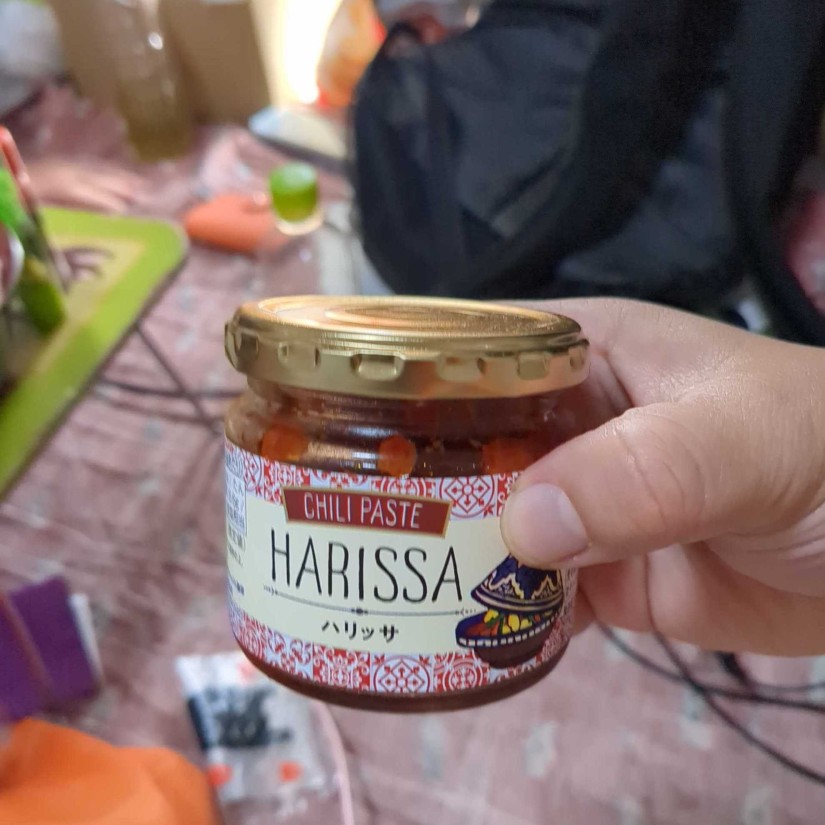 CHILI PASTE
HARISSA
ハリッサ